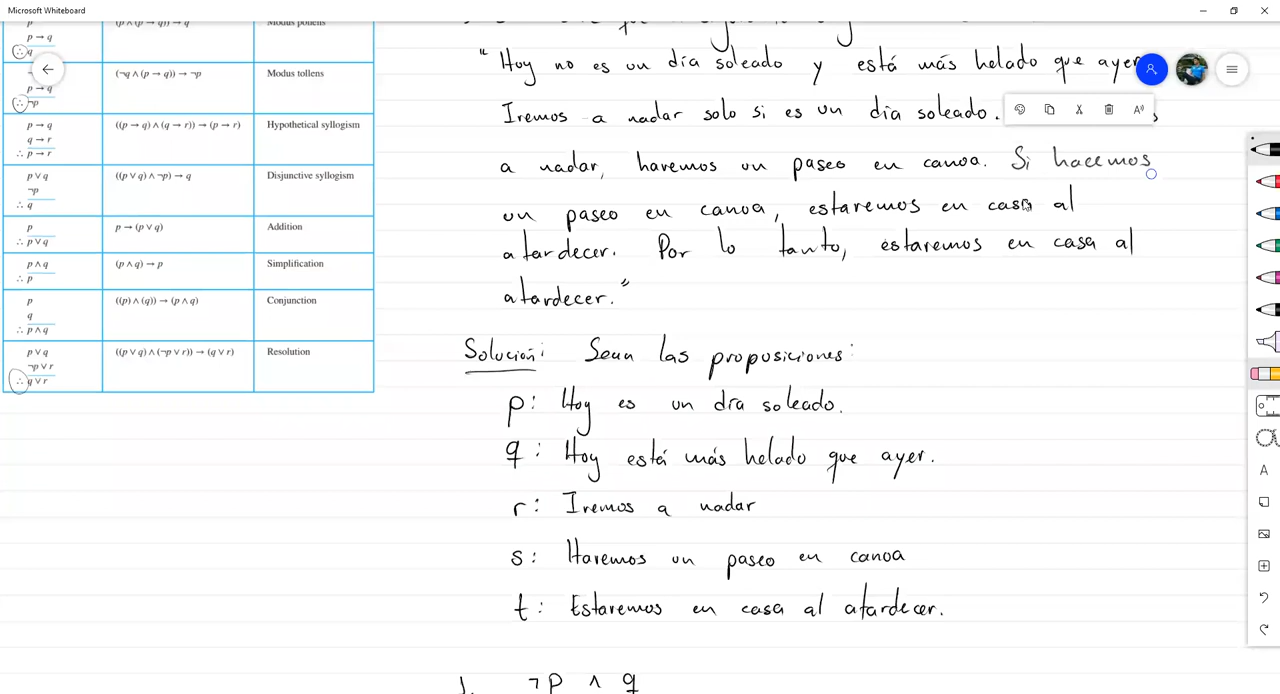 Microsoft Whiteboard
p → q
∴ q
(p ∧ (p → q)) → q
Modus ponens
p → q
∴ ¬p
(¬q ∧ (p → q)) → ¬p
Modus tollens
p → q
q → r
∴ p → r
((p → q) ∧ (q → r)) → (p → r)
Hypothetical syllogism
p ∨ q
¬p
∴ q
((p ∨ q) ∧ ¬p) → q
Disjunctive syllogism
p
∴ p ∨ q
p → (p ∨ q)
Addition
p ∧ q
∴ p
(p ∧ q) → p
Simplification
p
q
∴ p ∧ q
((p) ∧ (q)) → (p ∧ q)
Conjunction
p ∨ q
¬p ∨ r
∴ q ∨ r
((p ∨ q) ∧ (¬p ∨ r)) → (q ∨ r)
Resolution
"Hoy no es un día soleado y está más helado que ayer
Iremos a nadar solo si es un día soleado.
a nadar, haremos un paseo en canoa. Si hacemos
un paseo en canoa, estaremos en casa al
atardecer. Por lo tanto, estaremos en casa al
atardecer."
Solución: Sean las proposiciones:
p: Hoy es un día soleado.
q: Hoy está más helado que ayer.
r: Iremos a nadar
s: Haremos un paseo en canoa
t: Estaremos en casa al atardecer.
1. ¬p ∧ q